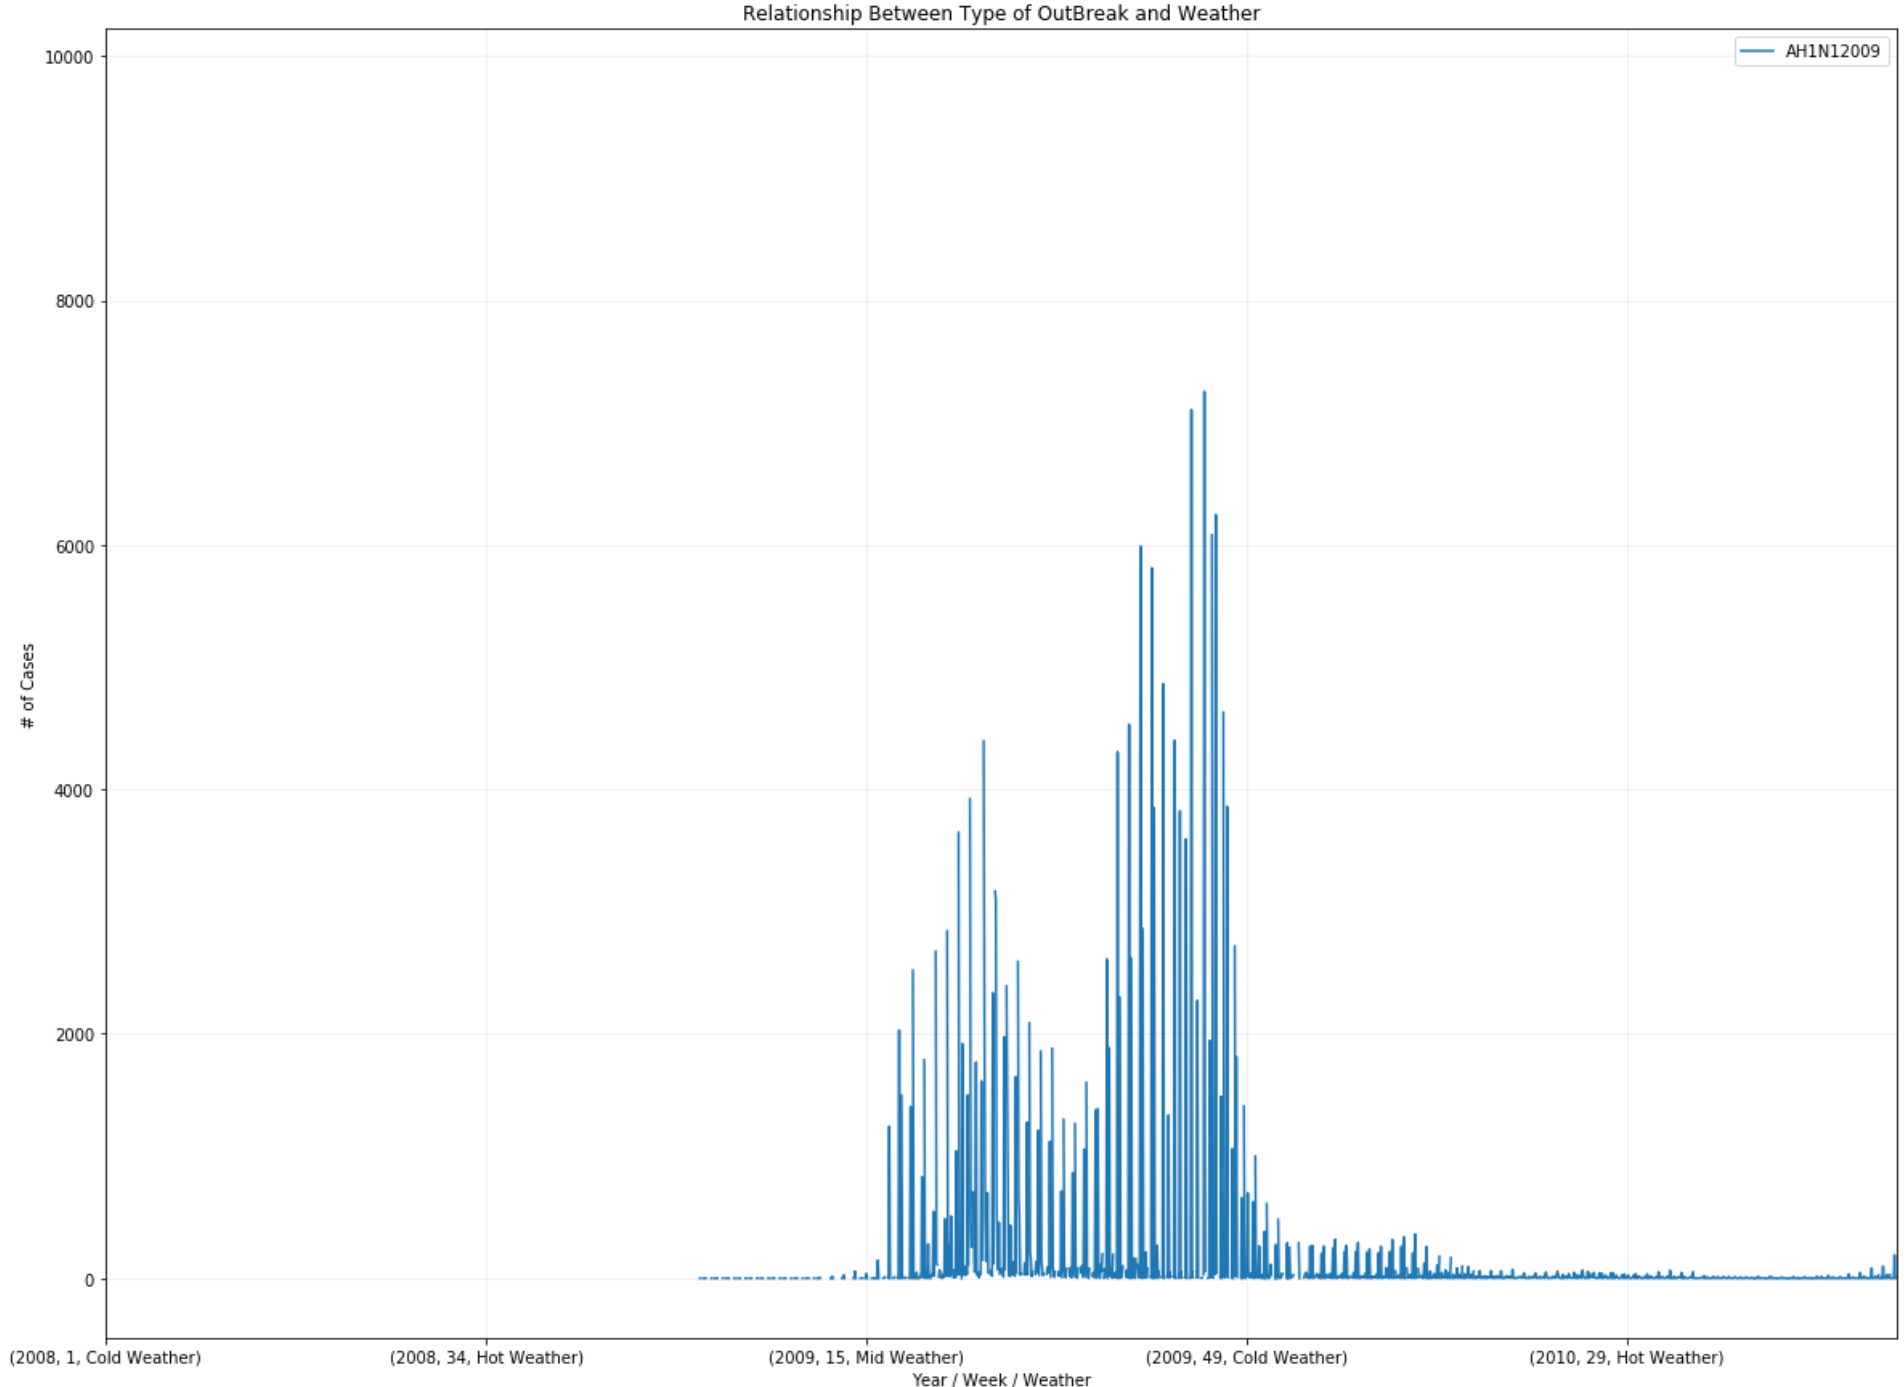 Relationship Between Type of OutBreak and Weather
AH1N12009
10000
8000
6000
4000
2000
0
# of Cases
(2008, 1, Cold Weather)
(2008, 34, Hot Weather)
(2009, 15, Mid Weather)
(2009, 49, Cold Weather)
(2010, 29, Hot Weather)
Year / Week / Weather